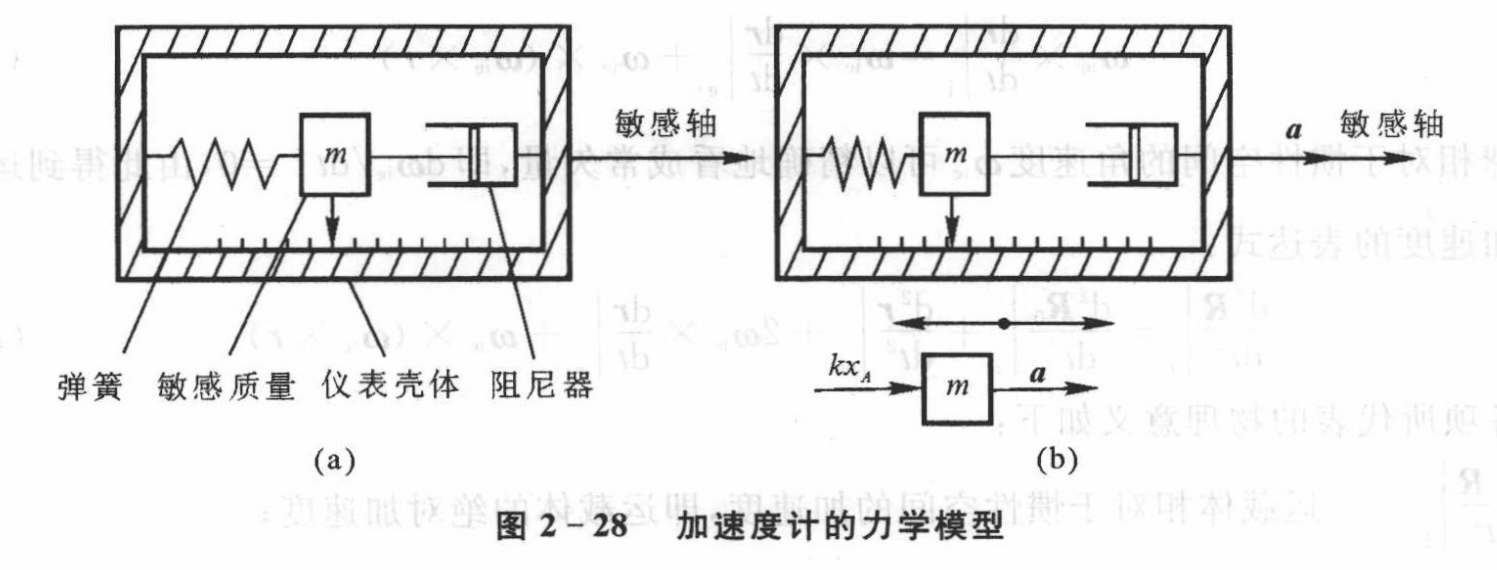 敏感轴
a 敏感轴
m
m
弹簧 敏感质量 仪表壳体 阻尼器
kx_A m a
(a)
(b)
图 2-28 加速度计的力学模型